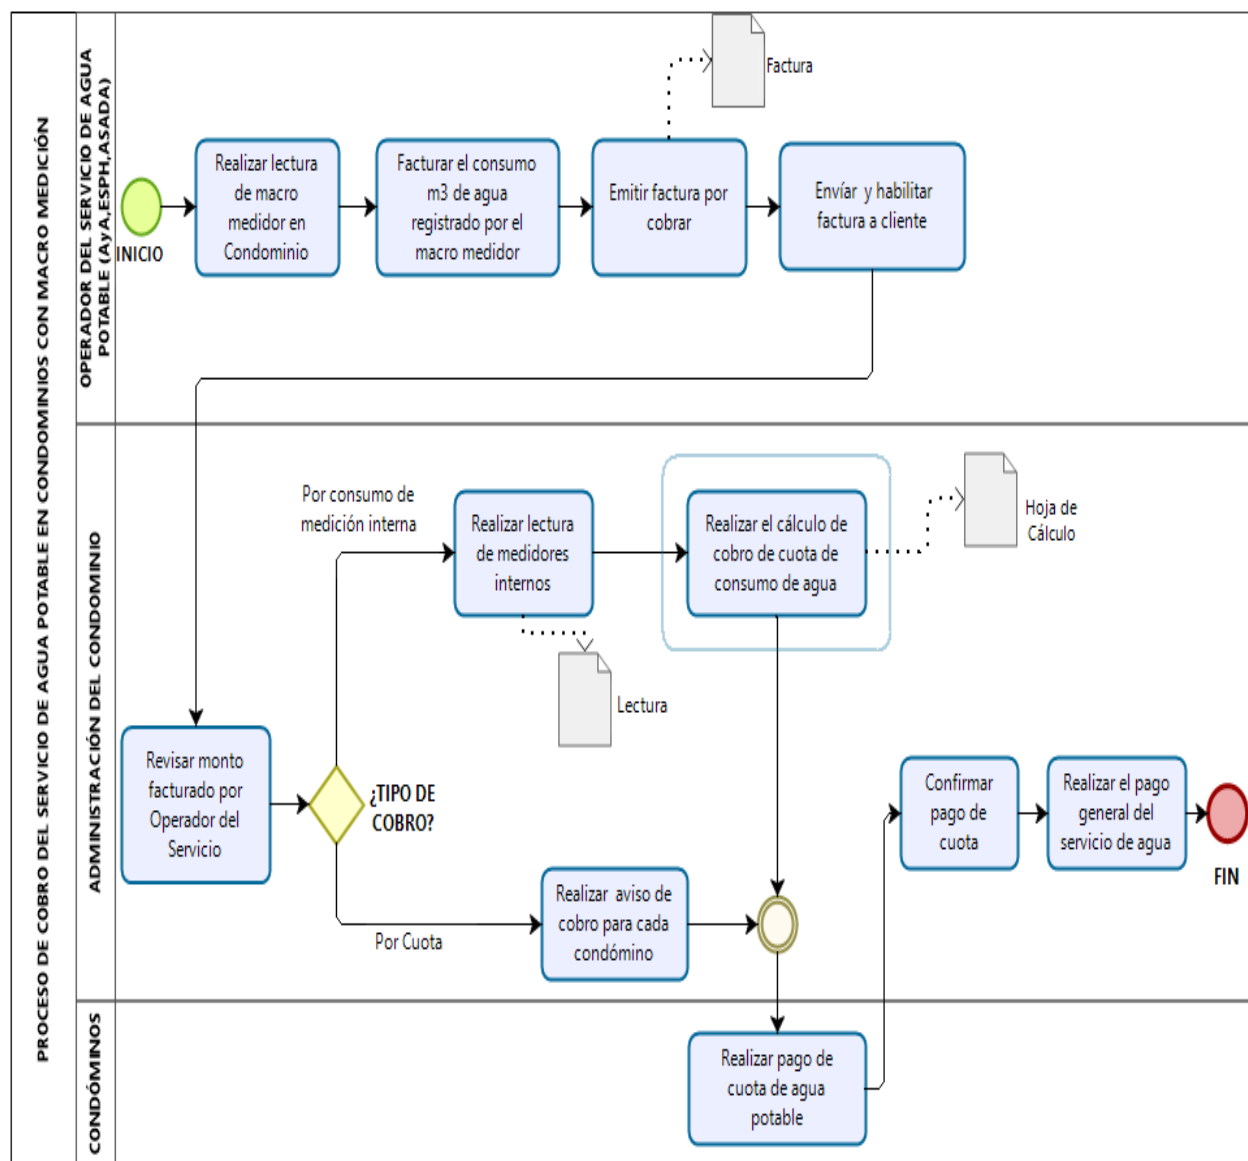 PROCESO DE COBRO DEL SERVICIO DE AGUA POTABLE EN CONDOMINIOS CON MACRO MEDICIÓN
OPERADOR DEL SERVICIO DE AGUA
POTABLE (AyA,ESPH,ASADA)
INICIO
Realizar lectura
de macro
medidor en
Condominio
Facturar el consumo
m3 de agua
registrado por el
macro medidor
Emitir factura por
cobrar
Factura
Envíar y habilitar
factura a cliente
ADMINISTRACIÓN DEL CONDOMINIO
Revisar monto
facturado por
Operador del
Servicio
¿TIPO DE
COBRO?
Por consumo de
medición interna
Realizar lectura
de medidores
internos
Lectura
Realizar el cálculo de
cobro de cuota de
consumo de agua
Hoja de
Cálculo
Por Cuota
Realizar aviso de
cobro para cada
condómino
Confirmar
pago de
cuota
Realizar el pago
general del
servicio de agua
FIN
CONDÓMINOS
Realizar pago de
cuota de agua
potable